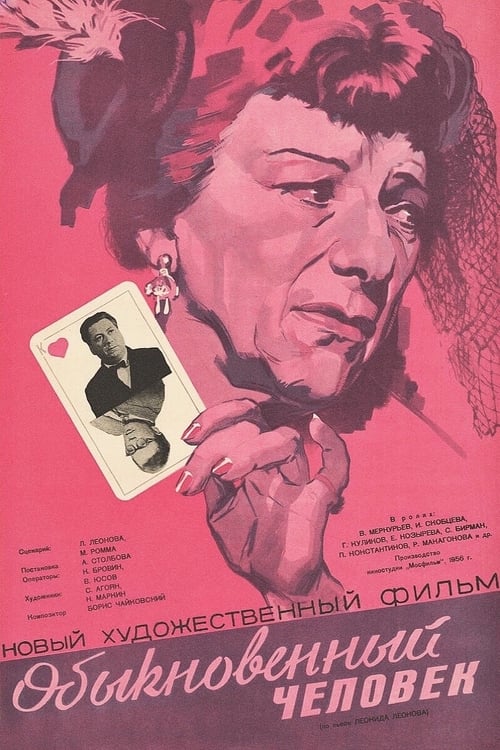 К
Сценарий:
Л. ЛЕОНОВА,
М. РОММА
Постановка
А. СТОЛБОВА
Операторы:
К. БРОВИН,
В. ЮСОВ
Художники:
С. АГОЯН,
Н. МАРКИН
Композитор
БОРИС ЧАЙКОВСКИЙ
В ролях:
В. МЕРКУРЬЕВ, И. СКОБЦЕВА,
Г. КУЛИКОВ, Е. КОЗЫРЕВА, С. БИРМАН,
П. КОНСТАНТИНОВ, Р. МАКАГОНОВА и др.
Производство
киностудии „Мосфильм", 1956 г.
НОВЫЙ ХУДОЖЕСТВЕННЫЙ ФИЛЬМ
Обыкновенный
ЧЕЛОВЕК
(по пьесе ЛЕОНИДА ЛЕОНОВА)